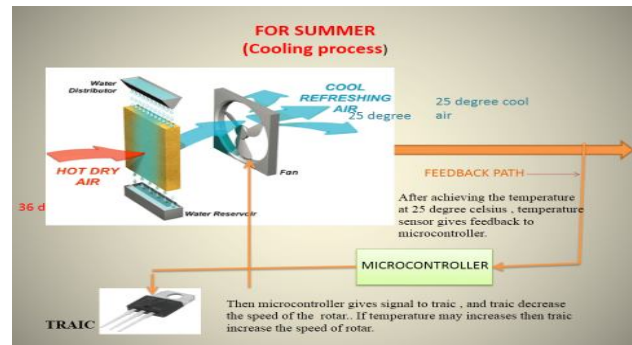 FOR SUMMER
(Cooling process)
Water
Distributor
COOL
REFRESHING
AIR
25 degree
25 degree cool
air
HOT DRY
AIR
Fan
36 d
Water Reservoir
FEEDBACK PATH
After achieving the temperature
at 25 degree celsius , temperature
sensor gives feedback to
microcontroller.
MICROCONTROLLER
TRAIC
Then microcontroller gives signal to traic , and traic decrease
the speed of the rotar.. If temperature may increases then traic
increase the speed of rotar.